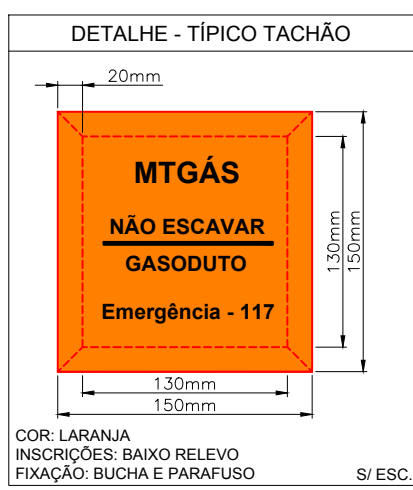 DETALHE - TÍPICO TACHÃO
20mm
MTGÁS
NÃO ESCAVAR
GASODUTO
Emergência - 117
130mm
150mm
130mm
150mm
COR: LARANJA
INSCRIÇÕES: BAIXO RELEVO
FIXAÇÃO: BUCHA E PARAFUSO
S/ ESC.